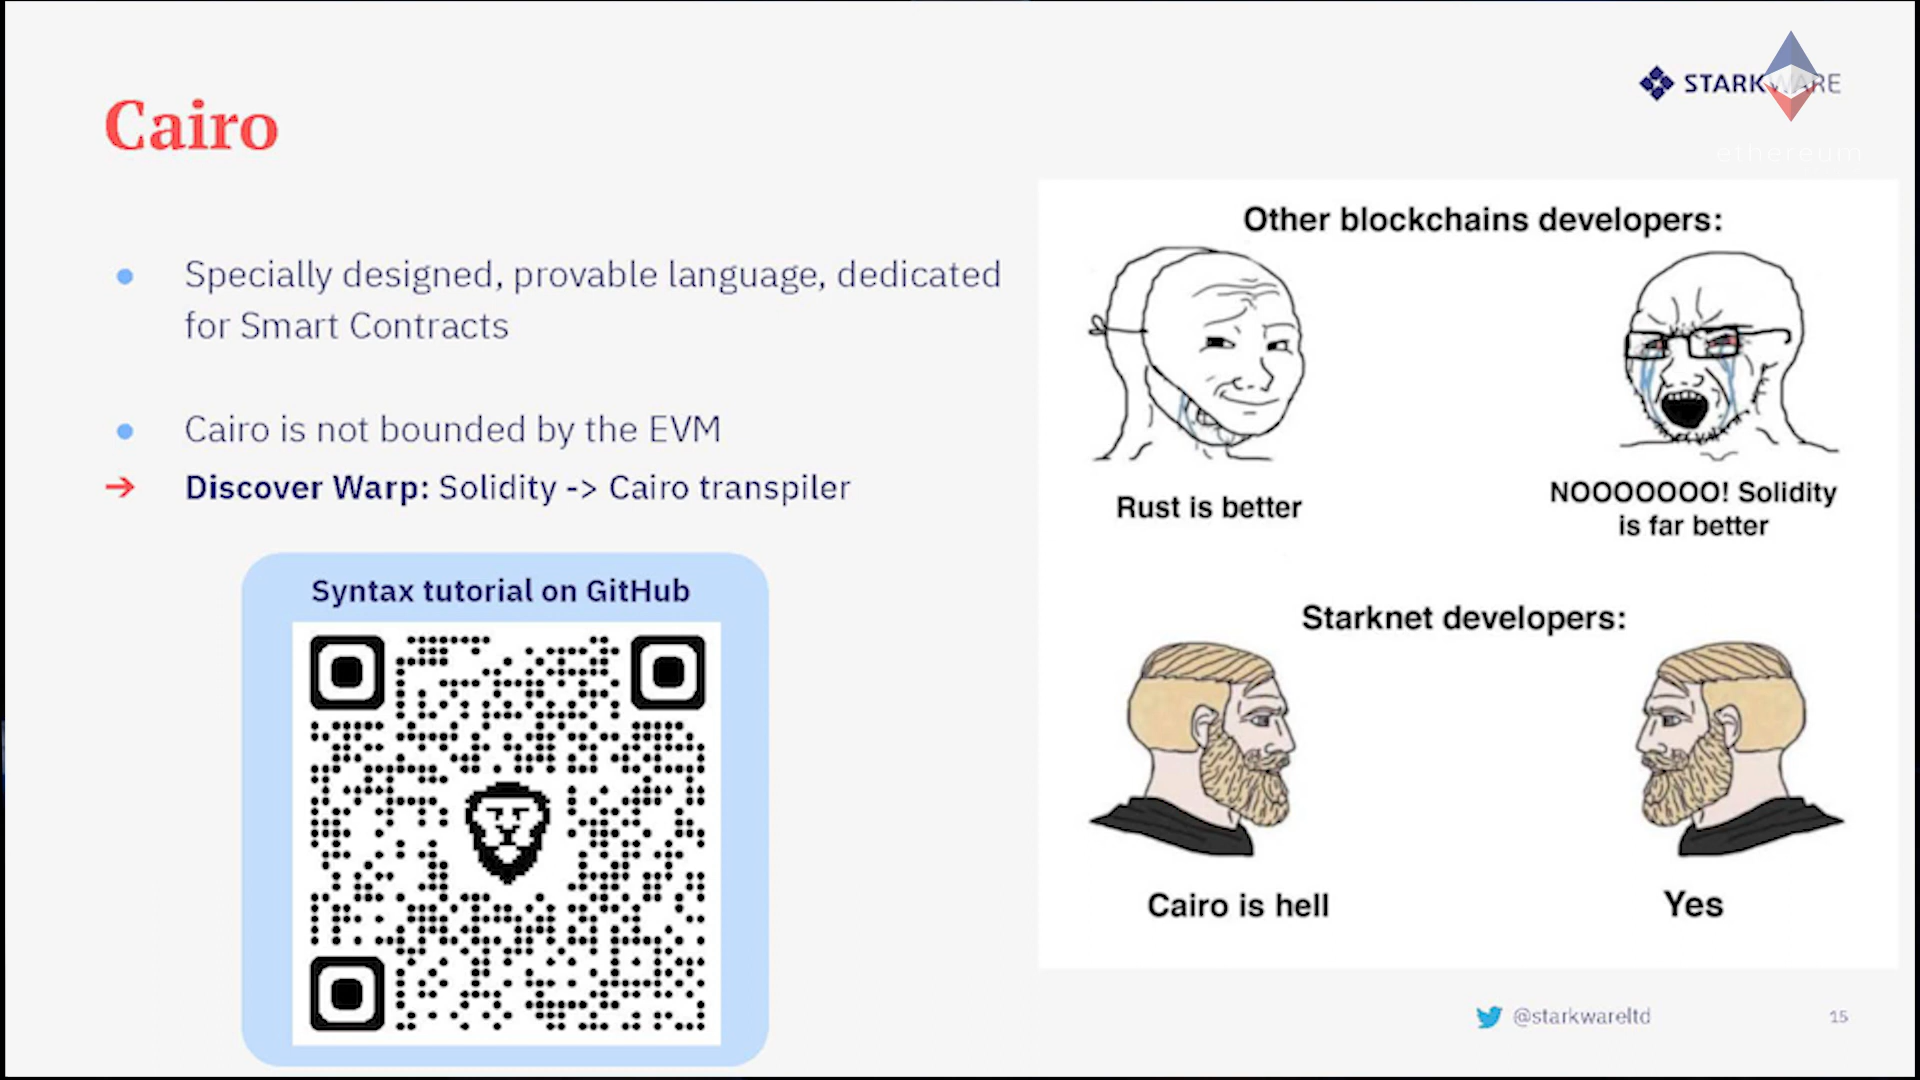 Cairo
STARKWARE
ethereum
Specially designed, provable language, dedicated
for Smart Contracts
Cairo is not bounded by the EVM
Discover Warp: Solidity -> Cairo transpiler
Syntax tutorial on GitHub
Other blockchains developers:
Rust is better
NOOOOOOO! Solidity
is far better
Starknet developers:
Cairo is hell
Yes
@starkwareltd
15